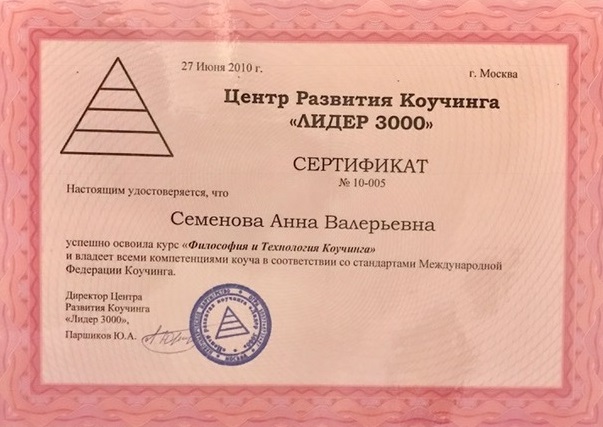 27 Июня 2010 г.
г. Москва
Центр Развития Коучинга
«ЛИДЕР 3000»
СЕРТИФИКАТ
№ 10-005
Настоящим удостоверяется, что
Семенова Анна Валерьевна
успешно освоила курс «Философия и Технология Коучинга»
и владеет всеми компетенциями коуча в соответствии со стандартами Международной
Федерации Коучинга.
Директор Центра
Развития Коучинга
«Лидер 3000»,
Паршиков Ю.А.